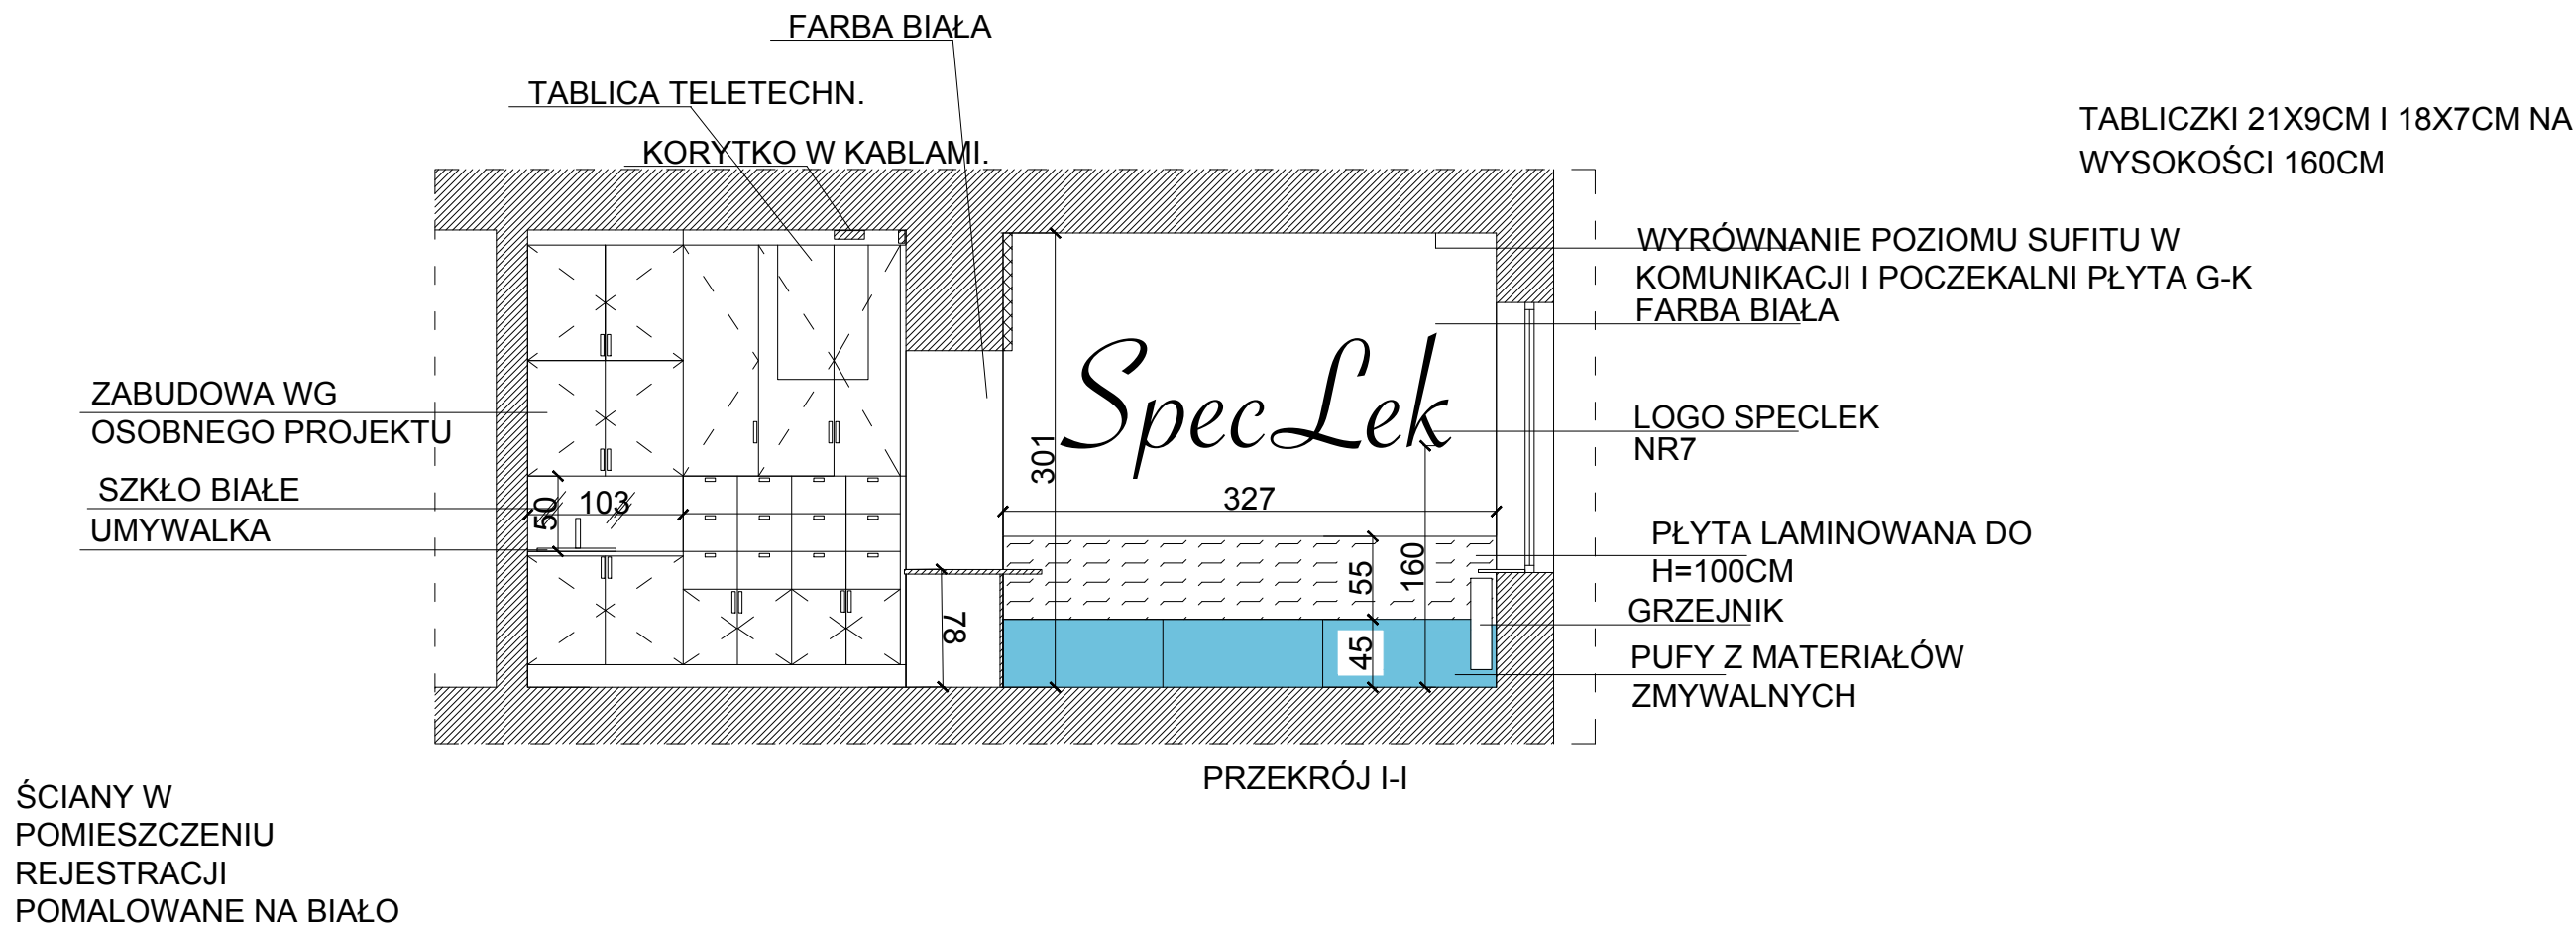 FARBA BIAŁA
TABLICA TELETECHN.
KORYTKO W KABLAMI.
TABLICZKI 21X9CM I 18X7CM NA
WYSOKOŚCI 160CM
WYRÓWNANIE POZIOMU SUFITU W
KOMUNIKACJI I POCZEKALNI PŁYTA G-K
FARBA BIAŁA
ZABUDOWA WG
OSOBNEGO PROJEKTU
SZKŁO BIAŁE
UMYWALKA
50
103
SpecLek
301
327
LOGO SPECLEK
NR7
PŁYTA LAMINOWANA DO
H=100CM
GRZEJNIK
PUFY Z MATERIAŁÓW
ZMYWALNYCH
78
55
160
45
PRZEKRÓJ I-I
ŚCIANY W
POMIESZCZENIU
REJESTRACJI
POMALOWANE NA BIAŁO